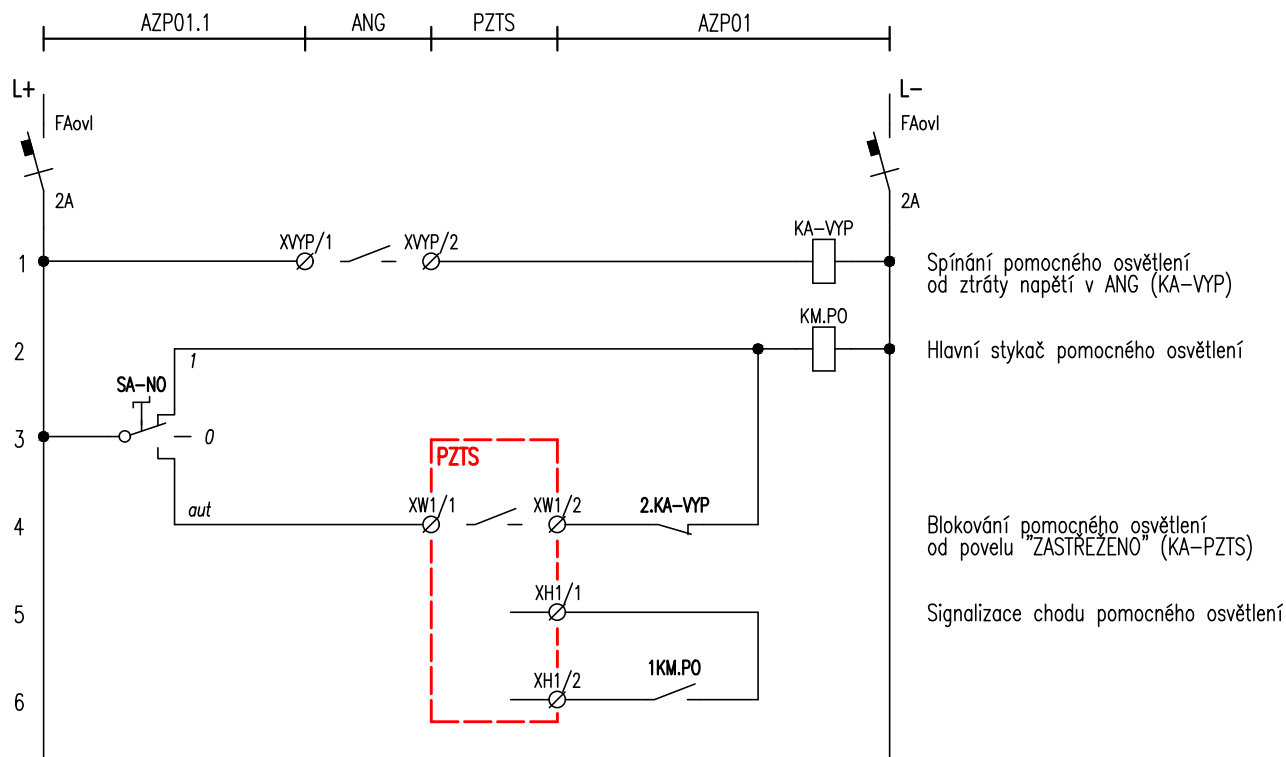 AZP01.1 ANG PZTS AZP01
L+ L-
FAovl FAovl
2A 2A
XVYP/1 XVYP/2 KA-VYP
1 Spínání pomocného osvětlení
od ztráty napětí v ANG (KA-VYP)
KM.PO
2 1 Hlavní stykač pomocného osvětlení
SA-NO
3 0
PZTS
aut XW1/1 XW1/2 2.KA-VYP
4 Blokování pomocného osvětlení
od povelu "ZASTŘEŽENO" (KA-PZTS)
XH1/1
5 Signalizace chodu pomocného osvětlení
XH1/2 1KM.PO
6